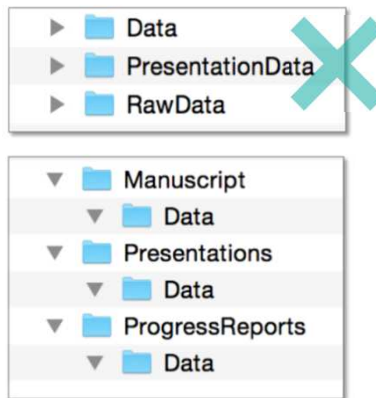 Data
PresentationData
RawData
Manuscript
Data
Presentations
Data
ProgressReports
Data